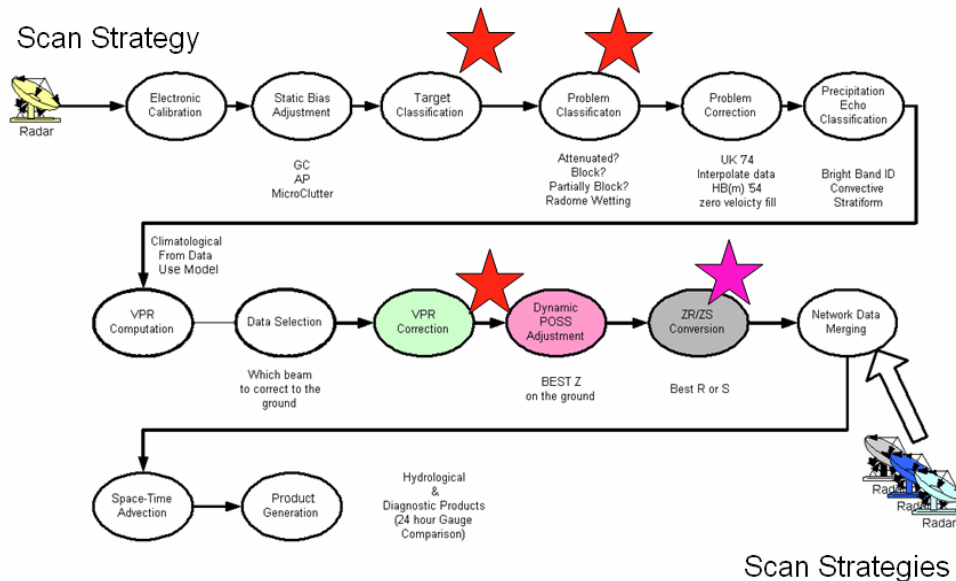 Scan Strategy
Radar
Electronic
Calibration
Static Bias
Adjustment
Target
Classification
Problem
Classificaton
Problem
Correction
Precipitation
Echo
Classification
GC
AP
MicroClutter
Attenuated?
Block?
Partially Block?
Radome Wetting
UK '74
Interpolate data
HB(m) '54
zero veloicty fill
Bright Band ID
Convective
Stratiform
Climatological
From Data
Use Model
VPR
Computation
Data Selection
VPR
Correction
Dynamic
POSS
Adjustment
ZR/ZS
Conversion
Network Data
Merging
Which beam
to correct to the
ground
BEST Z
on the ground
Best R or S
Space-Time
Advection
Product
Generation
Hydrological
&
Diagnostic Products
(24 hour Gauge
Comparison)
Radar
Radar
Radar
Scan Strategies